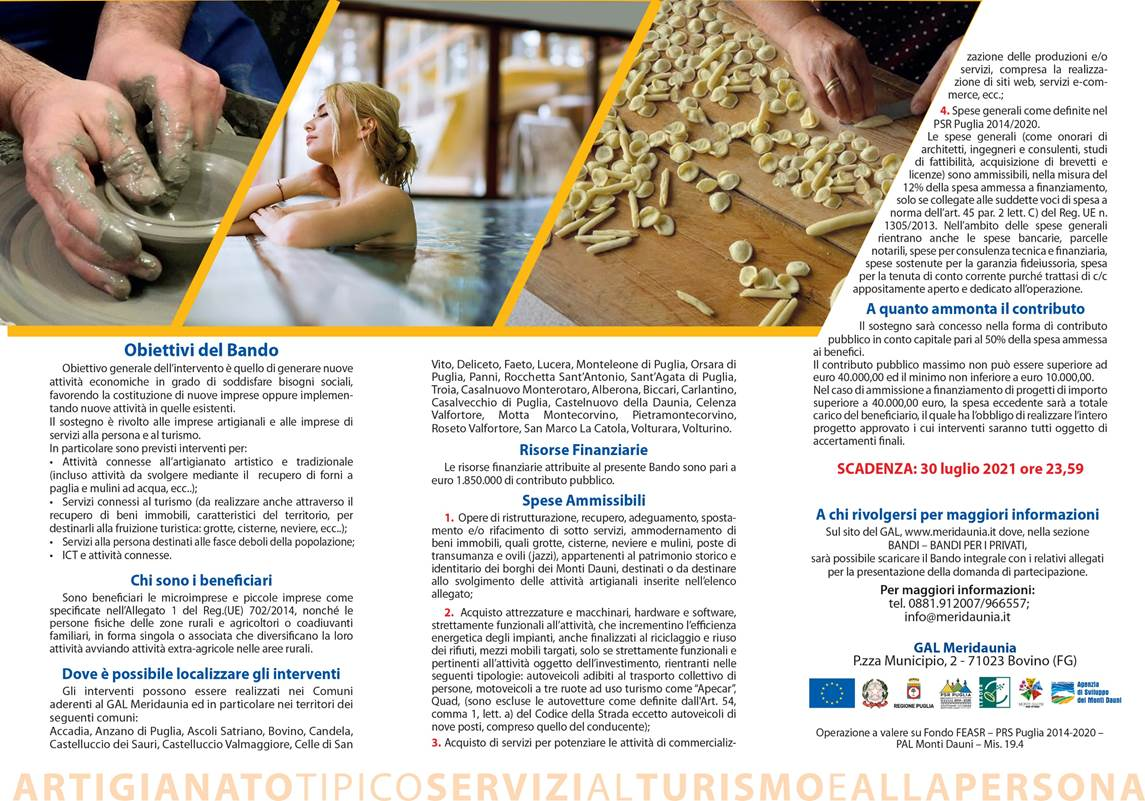 Obiettivi del Bando
Obiettivo generale dell'intervento è quello di generare nuove
attività economiche in grado di soddisfare bisogni sociali,
favorendo la costituzione di nuove imprese oppure implemen-
tando nuove attività in quelle esistenti.
Il sostegno è rivolto alle imprese artigianali e alle imprese di
servizi alla persona e al turismo.
In particolare sono previsti interventi per:
• Attività connesse all'artigianato artistico e tradizionale
(incluso attività da svolgere mediante il recupero di forni a
paglia e mulini ad acqua, ecc..);
• Servizi connessi al turismo (da realizzare anche attraverso il
recupero di beni immobili, caratteristici del territorio, per
destinarli alla fruizione turistica: grotte, cisterne, neviere, ecc..);
• Servizi alla persona destinati alle fasce deboli della popolazione;
• ICT e attività connesse.
Chi sono i beneficiari
Sono beneficiari le microimprese e piccole imprese come
specificate nell'Allegato 1 del Reg.(UE) 702/2014, nonché le
persone fisiche delle zone rurali e agricoltori o coadiuvanti
familiari, in forma singola o associata che diversificano la loro
attività avviando attività extra-agricole nelle aree rurali.
Dove è possibile localizzare gli interventi
Gli interventi possono essere realizzati nei Comuni
aderenti al GAL Meridaunia ed in particolare nei territori dei
seguenti comuni:
Accadia, Anzano di Puglia, Ascoli Satriano, Bovino, Candela,
Castelluccio dei Sauri, Castelluccio Valmaggiore, Celle di San
Vito, Deliceto, Faeto, Lucera, Monteleone di Puglia, Orsara di
Puglia, Panni, Rocchetta Sant'Antonio, Sant'Agata di Puglia,
Troia, Casalnuovo Monterotaro, Alberona, Biccari, Carlantino,
Casalvecchio di Puglia, Castelnuovo della Daunia, Celenza
Valfortore, Motta Montecorvino, Pietramontecorvino,
Roseto Valfortore, San Marco La Catola, Volturara, Volturino.
Risorse Finanziarie
Le risorse finanziarie attribuite al presente Bando sono pari a
euro 1.850.000 di contributo pubblico.
Spese Ammissibili
1. Opere di ristrutturazione, recupero, adeguamento, sposta-
mento e/o rifacimento di sotto servizi, ammodernamento di
beni immobili, quali grotte, cisterne, neviere e mulini, poste di
transumanza e ovili (jazzi), appartenenti al patrimonio storico e
identitario dei borghi dei Monti Dauni, destinati o da destinare
allo svolgimento delle attività artigianali inserite nell'elenco
allegato;
2. Acquisto attrezzature e macchinari, hardware e software,
strettamente funzionali all'attività, che incrementino l'efficienza
energetica degli impianti, anche finalizzati al riciclaggio e riuso
dei rifiuti, mezzi mobili targati, solo se strettamente funzionali e
pertinenti all'attività oggetto dell'investimento, rientranti nelle
seguenti tipologie: autoveicoli adibiti al trasporto collettivo di
persone, motoveicoli a tre ruote ad uso turismo come "Apecar",
Quad, (sono escluse le autovetture come definite dall'Art. 54,
comma 1, lett. a) del Codice della Strada eccetto autoveicoli di
nove posti, compreso quello del conducente);
3. Acquisto di servizi per potenziare le attività di commercializ-
zazione delle produzioni e/o
servizi, compresa la realizza-
zione di siti web, servizi e-com-
merce, ecc.;
4. Spese generali come definite nel
PSR Puglia 2014/2020.
Le spese generali (come onorari di
architetti, ingegneri e consulenti, studi
di fattibilità, acquisizione di brevetti e
licenze) sono ammissibili, nella misura del
12% della spesa ammessa a finanziamento,
solo se collegate alle suddette voci di spesa a
norma dell'art. 45 par. 2 lett. C) del Reg. UE n.
1305/2013. Nell'ambito delle spese generali
rientrano anche le spese bancarie, parcelle
notarili, spese per consulenza tecnica e finanziaria,
spese sostenute per la garanzia fideiussoria, spesa
per la tenuta di conto corrente purché trattasi di c/c
appositamente aperto e dedicato all'operazione.
A quanto ammonta il contributo
Il sostegno sarà concesso nella forma di contributo
pubblico in conto capitale pari al 50% della spesa ammessa
ai benefici.
Il contributo pubblico massimo non può essere superiore ad
euro 40.000,00 ed il minimo non inferiore a euro 10.000,00.
Nel caso di ammissione a finanziamento di progetti di importo
superiore a 40.000,00 euro, la spesa eccedente sarà a totale
carico del beneficiario, il quale ha l'obbligo di realizzare l'intero
progetto approvato i cui interventi saranno tutti oggetto di
accertamenti finali.
SCADENZA: 30 luglio 2021 ore 23,59
A chi rivolgersi per maggiori informazioni
Sul sito del GAL, www.meridaunia.it dove, nella sezione
BANDI – BANDI PER I PRIVATI,
sarà possibile scaricare il Bando integrale con i relativi allegati
per la presentazione della domanda di partecipazione.
Per maggiori informazioni:
tel. 0881.912007/966557;
info@meridaunia.it
GAL Meridaunia
P.zza Municipio, 2 - 71023 Bovino (FG)
REGIONE PUGLIA
PSR PUGLIA
Agenzia
di Sviluppo
dei Monti Dauni
Operazione a valere su Fondo FEASR – PRS Puglia 2014-2020 –
PAL Monti Dauni – Mis. 19.4
ARTIGIANATOTIPICOSERVIZIALTURISMOEALLAPERSONA